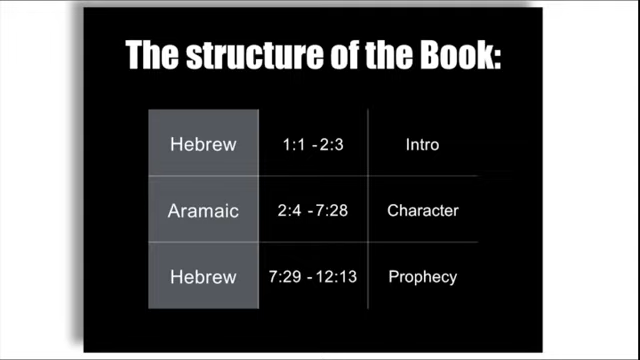 The structure of the Book:
Hebrew 1:1 - 2:3 Intro
Aramaic 2:4 - 7:28 Character
Hebrew 7:29 - 12:13 Prophecy